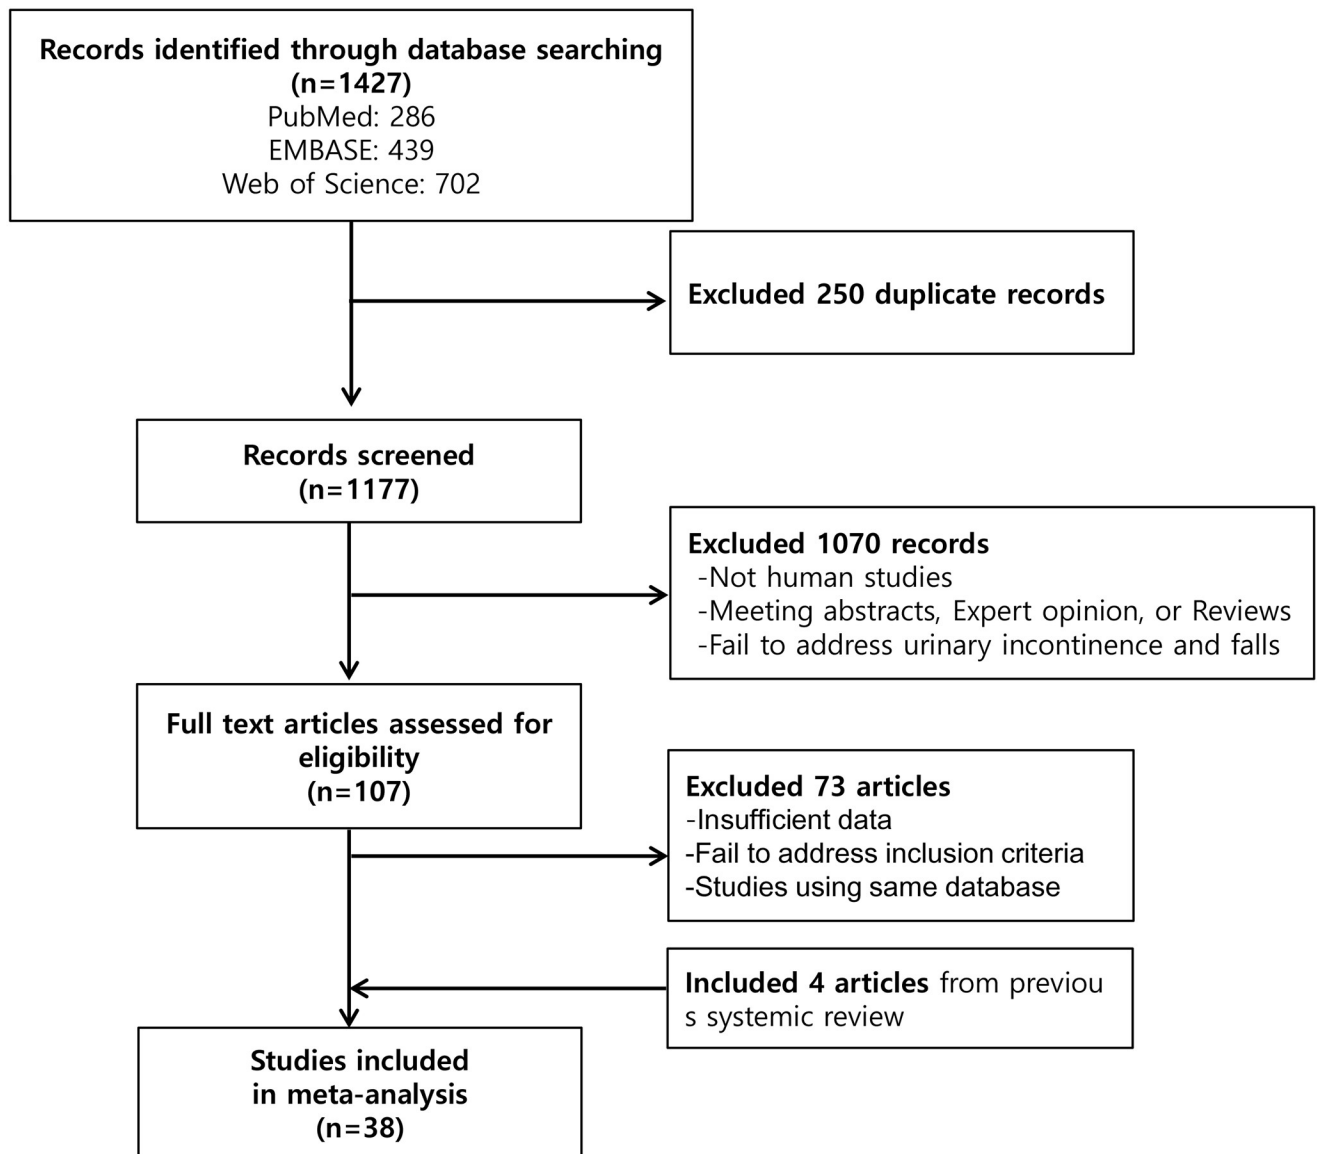 Records identified through database searching
(n=1427)
PubMed: 286
EMBASE: 439
Web of Science: 702
Excluded 250 duplicate records
Records screened
(n=1177)
Excluded 1070 records
-Not human studies
-Meeting abstracts, Expert opinion, or Reviews
-Fail to address urinary incontinence and falls
Full text articles assessed for
eligibility
(n=107)
Excluded 73 articles
-Insufficient data
-Fail to address inclusion criteria
-Studies using same database
Included 4 articles from previou
s systemic review
Studies included
in meta-analysis
(n=38)